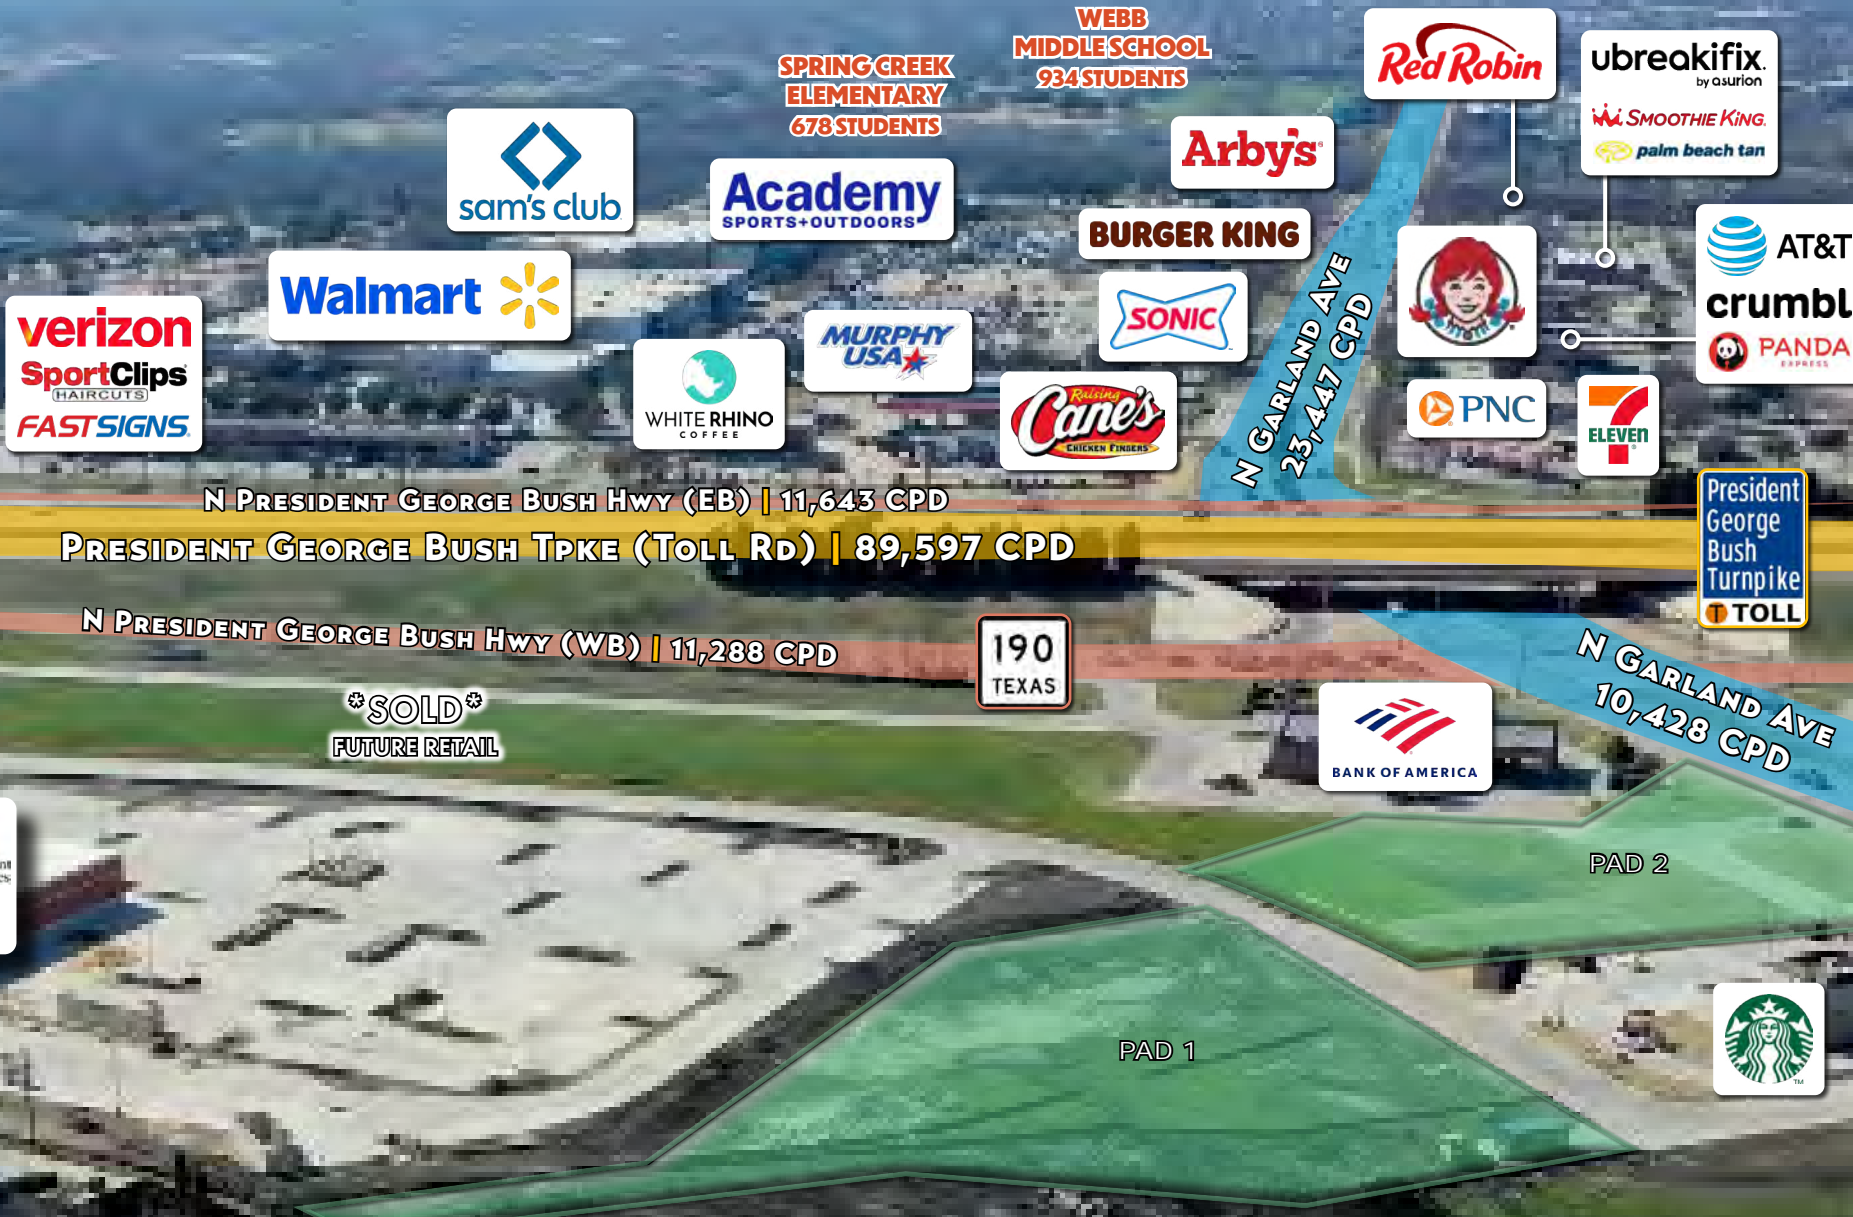 WEBB
MIDDLE SCHOOL
934 STUDENTS
SPRING CREEK
ELEMENTARY
678 STUDENTS
Red Robin
ubreakifix.
by asurion
SMOOTHIE KING.
palm beach tan
sam's club
Academy
SPORTS+OUTDOORS
Arby's
BURGER KING
AT&T
crumbl
PANDA
EXPRESS
Walmart
verizon
SportClips
HAIRCUTS
FASTSIGNS
WHITE RHINO
COFFEE
MURPHY
USA
SONIC
Raising
Cane's
CHICKEN FINGERS
N GARLAND AVE
23,447 CPD
PNC
7
ELEVEN
N PRESIDENT GEORGE BUSH HWY (EB) | 11,643 CPD
PRESIDENT GEORGE BUSH TPKE (TOLL RD) | 89,597 CPD
President
George
Bush
Turnpike
T TOLL
N PRESIDENT GEORGE BUSH HWY (WB) | 11,288 CPD
190
TEXAS
N GARLAND AVE
10,428 CPD
*SOLD*
FUTURE RETAIL
BANK OF AMERICA
PAD 2
PAD 1